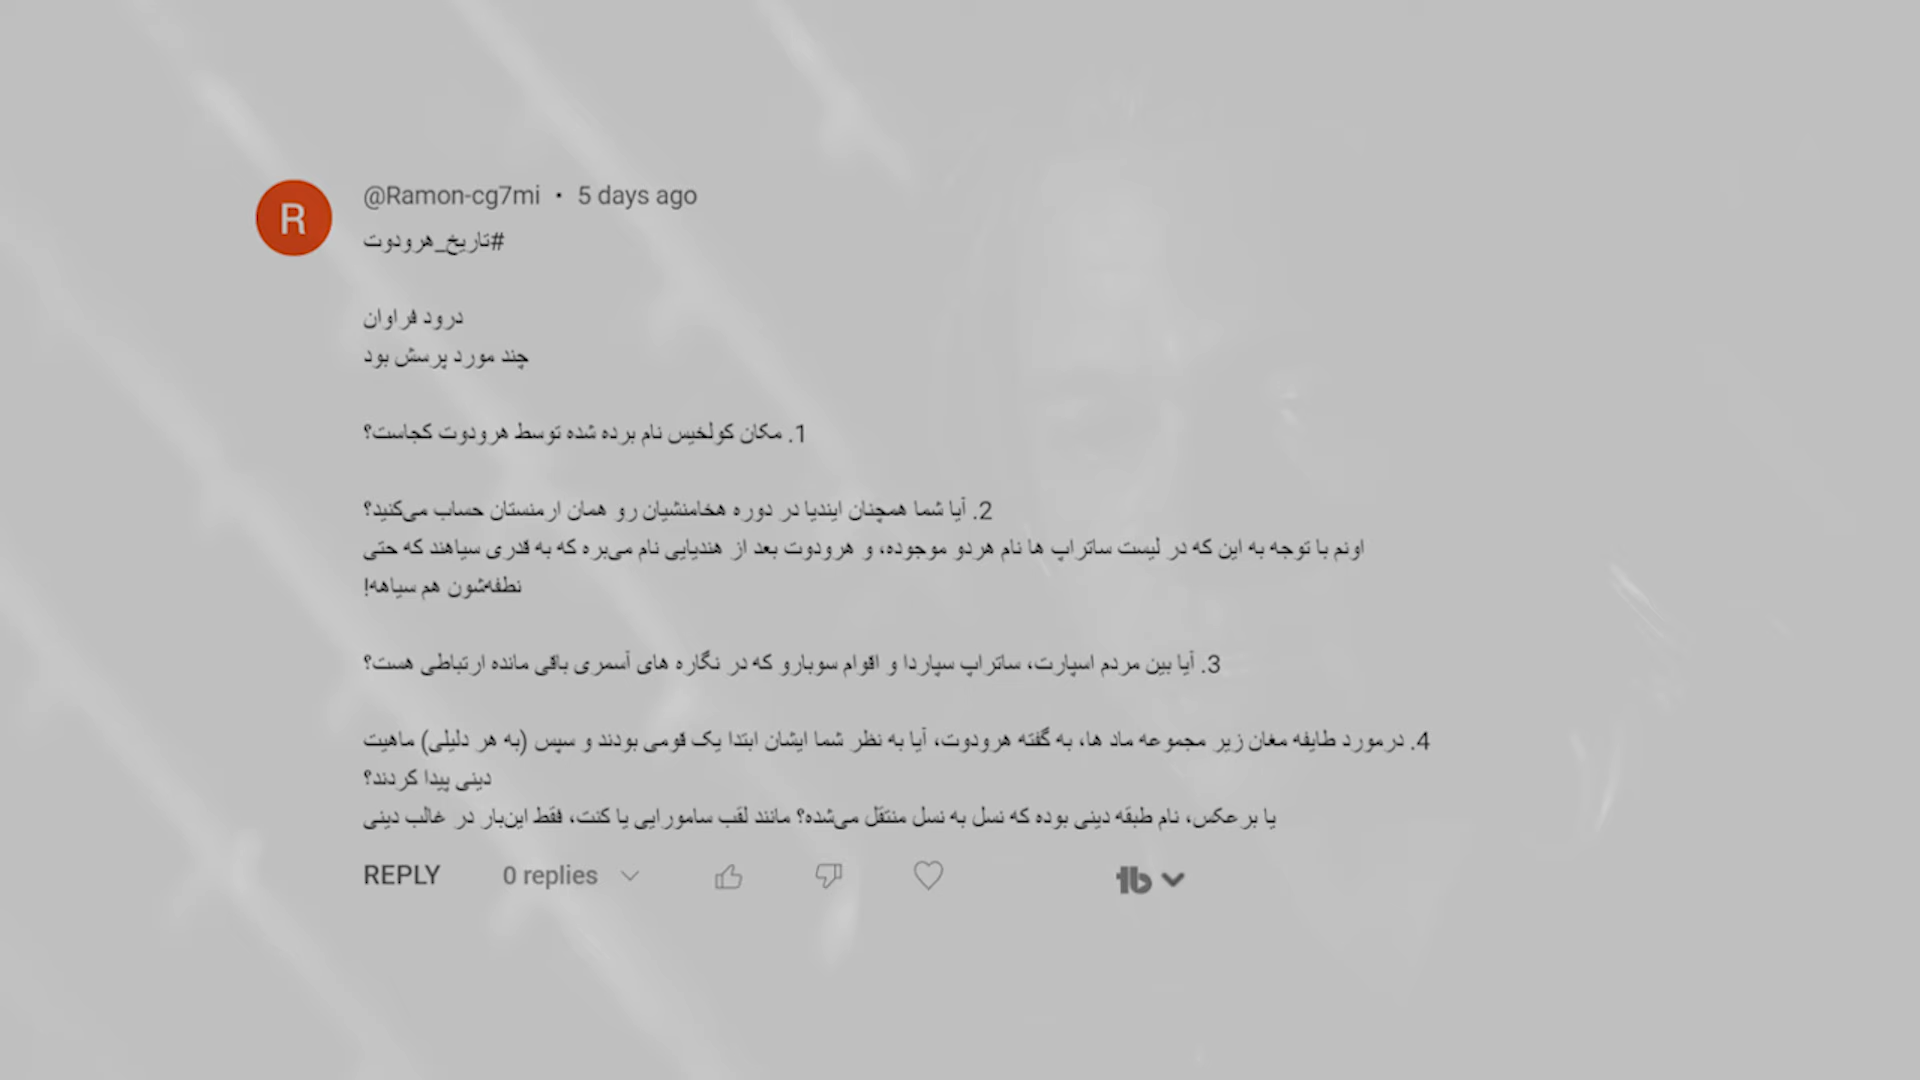 @Ramon-cg7mi • 5 days ago
#تاریخ_هرودوت
درود فراوان
چند مورد پرسش بود
1. مکان کولخیس نام برده شده توسط هرودوت کجاست؟
2. آیا شما همچنان ایندیا در دوره هخامنشیان رو همان ارمنستان حساب می‌کنید؟
اونم با توجه به این که در لیست ساتراپ ها نام هردو موجوده، و هرودوت بعد از هندیایی نام می‌بره که به قدری سیاهند که حتی
نطفه‌شون هم سیاهه!
3. آیا بین مردم اسپارت، ساتراپ سپاردا و اقوام سوبارو که در نگاره های آسمری باقی مانده ارتباطی هست؟
4. درمورد طایفه مغان زیر مجموعه ماد ها، به گفته هرودوت، آیا به نظر شما ایشان ابتدا یک قومی بودند و سپس (به هر دلیلی) ماهیت
دینی پیدا کردند؟
یا برعکس، نام طبقه دینی بوده که نسل به نسل منتقل می‌شده؟ مانند لقب سامورایی یا کنت، فقط این‌بار در غالب دینی
REPLY 0 replies
R
tb